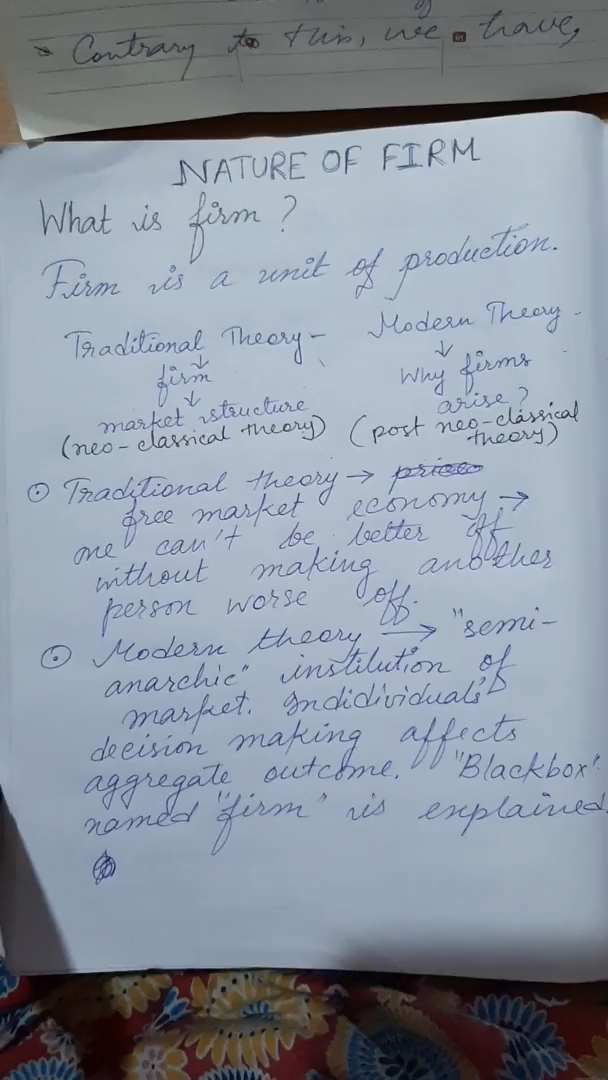 Contrary to this, we have,
NATURE OF FIRM
What is firm?
Firm is a unit of production.
Traditional Theory -
↓
firm
↓
market structure
(neo-classical theory)
Modern Theory -
↓
Why firms
arise?
(post neo-classical
theory)
⊙ Traditional theory →
free market economy →
one can't be better off
without making another
person worse off.
⊙ Modern theory → "semi-
anarchic" institution of
market. Indidividuals'
decision making affects
aggregate outcome. "Blackbox"
named "firm" is explained.